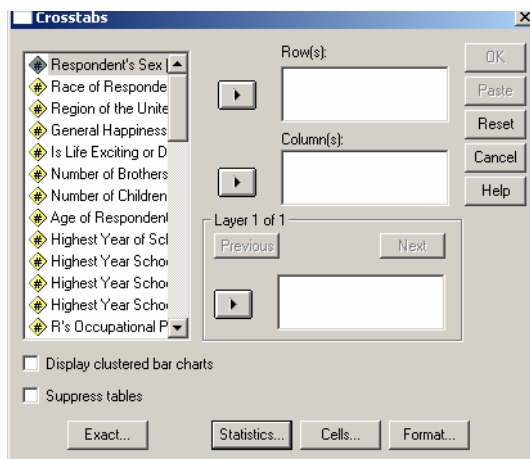 Crosstabs
Respondent's Sex [
Race of Responde
Region of the Unite
General Happiness
Is Life Exciting or D
Number of Brothers
Number of Children
Age of Respondent
Highest Year of Scl
Highest Year Schoo
Highest Year Schoo
Highest Year Schoo
R's Occupational P
Row(s):
Column(s):
Layer 1 of 1
Previous
Next
OK
Paste
Reset
Cancel
Help
Display clustered bar charts
Suppress tables
Exact...
Statistics...
Cells...
Format...